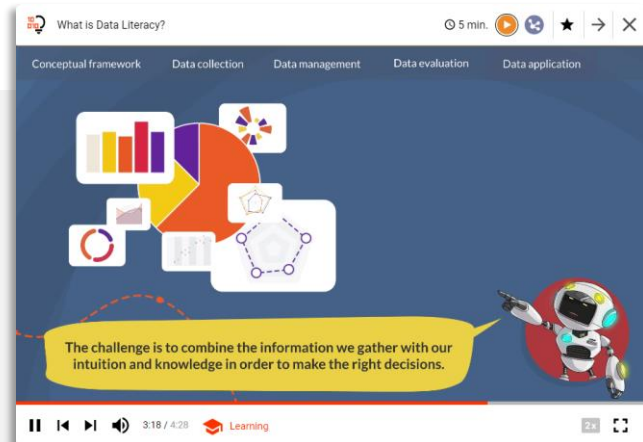 What is Data Literacy?
5 min.
Conceptual framework Data collection Data management Data evaluation Data application
The challenge is to combine the information we gather with our
intuition and knowledge in order to make the right decisions.
3:18 / 4:28 Learning 2x